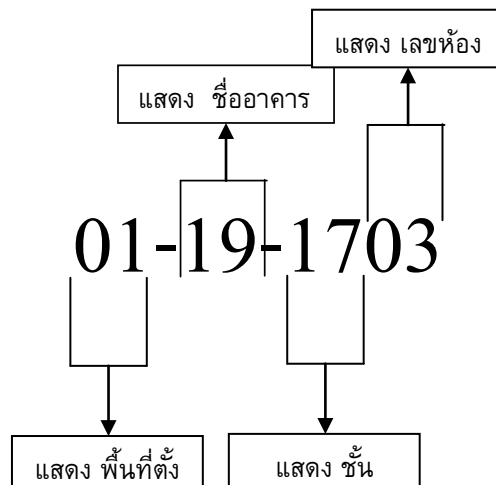 แสดง เลขห้อง
แสดง ชื่ออาคาร
01-19-1703
แสดง พื้นที่ตั้ง
แสดง ชั้น